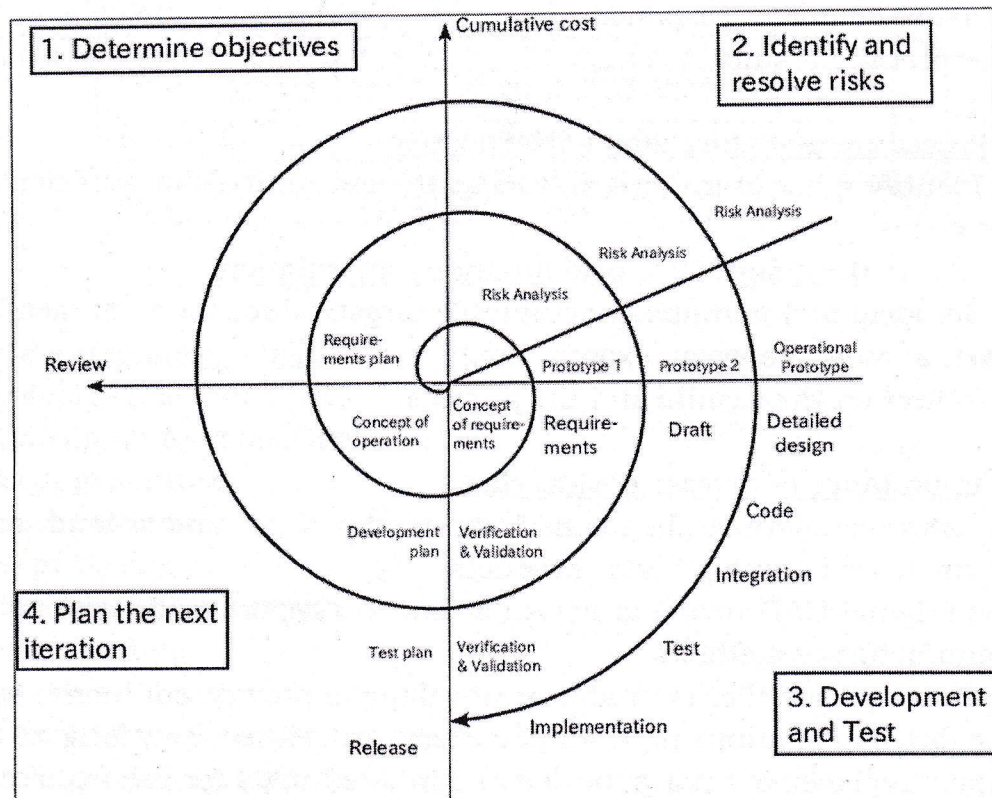 Cumulative cost
1. Determine objectives
2. Identify and
resolve risks
Risk Analysis
Risk Analysis
Risk Analysis
Require-
ments plan
Review
Prototype 1
Prototype 2
Operational
Prototype
Concept of
operation
Concept
of require-
ments
Require-
ments
Draft
Detailed
design
Code
Development
plan
Verification
& Validation
Integration
4. Plan the next
iteration
Test plan
Verification
& Validation
Test
Implementation
3. Development
and Test
Release